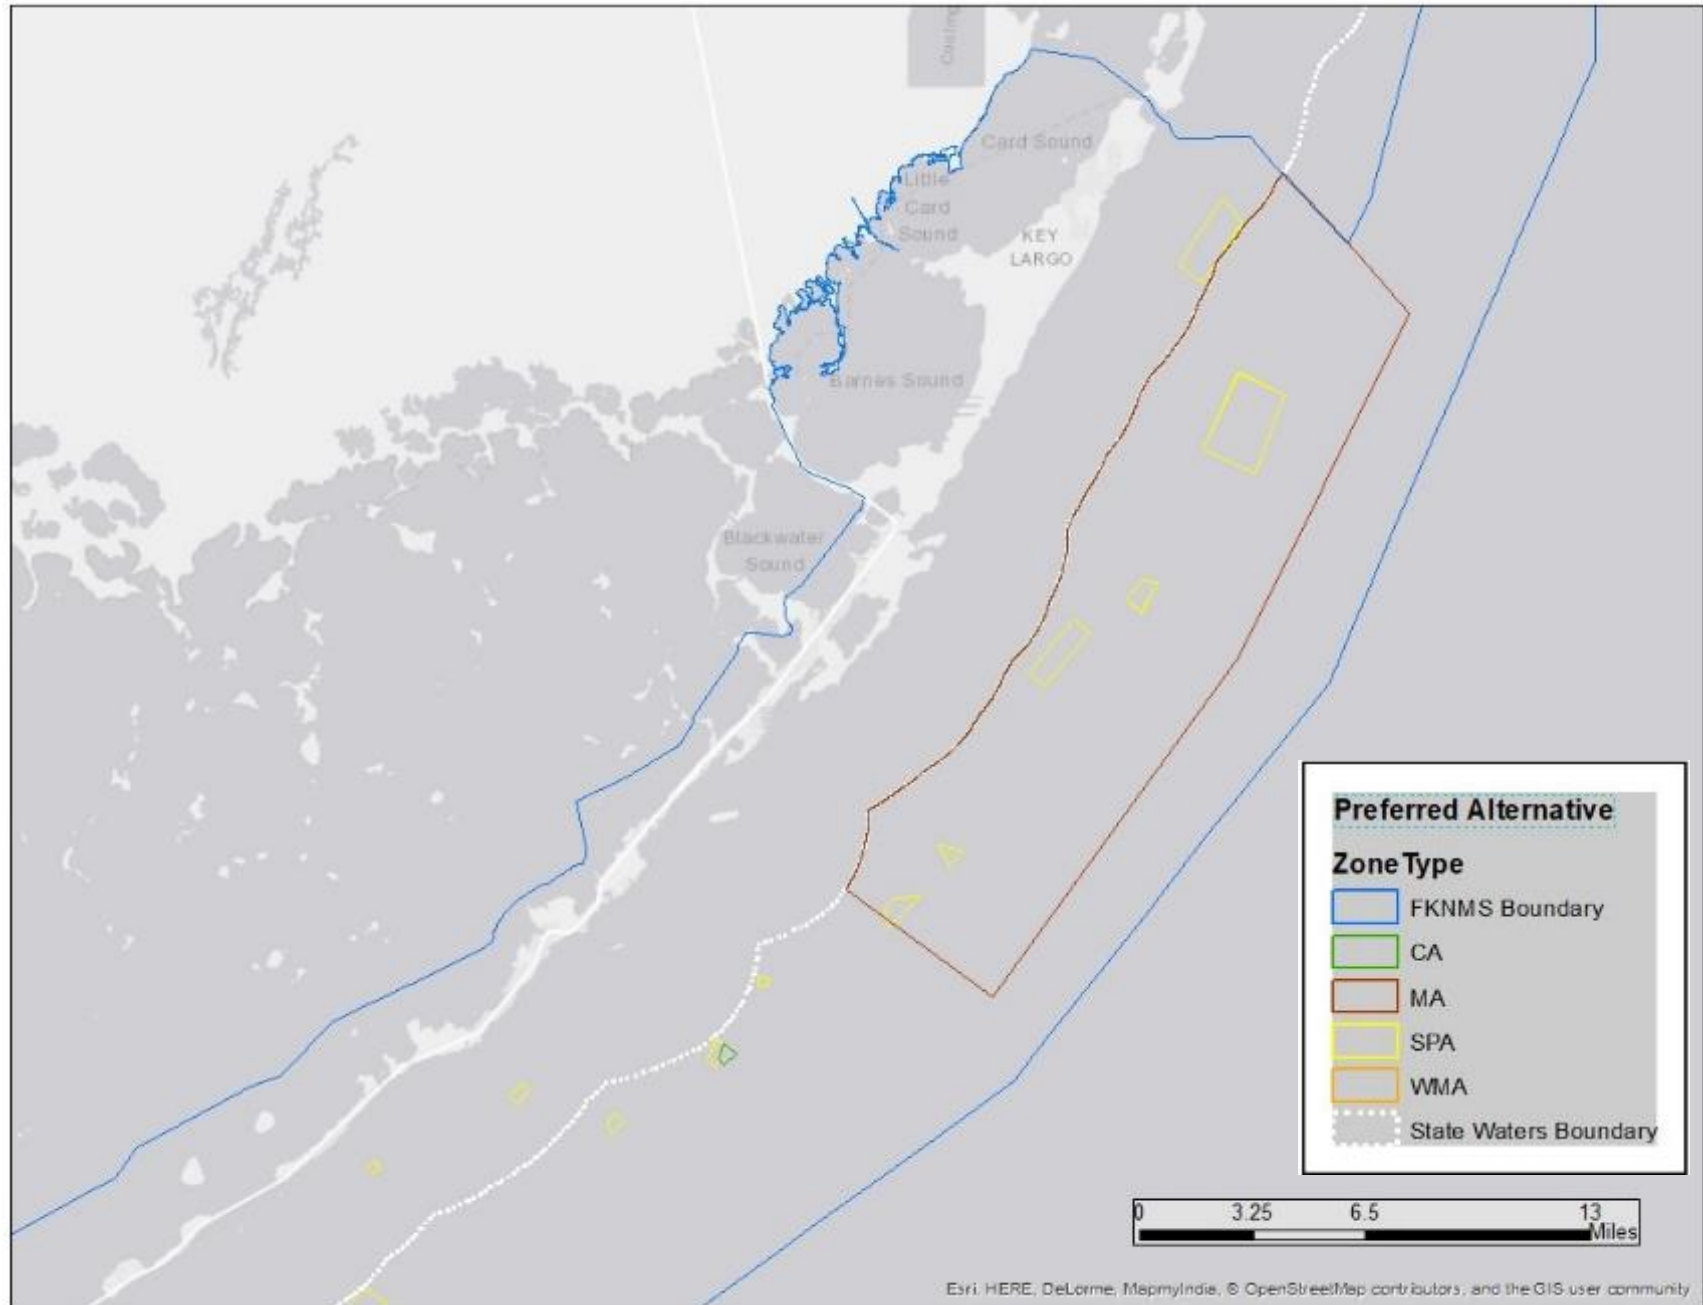 Card Sound
Little
Card
Sound
KEY
LARGO
Barnes Sound
Blackwater
Sound
Preferred Alternative
Zone Type
FKNMS Boundary
CA
MA
SPA
WMA
State Waters Boundary
0 3.25 6.5 13
Miles
Esri, HERE, DeLorme, MapmyIndia, © OpenStreetMap contributors, and the GIS user community